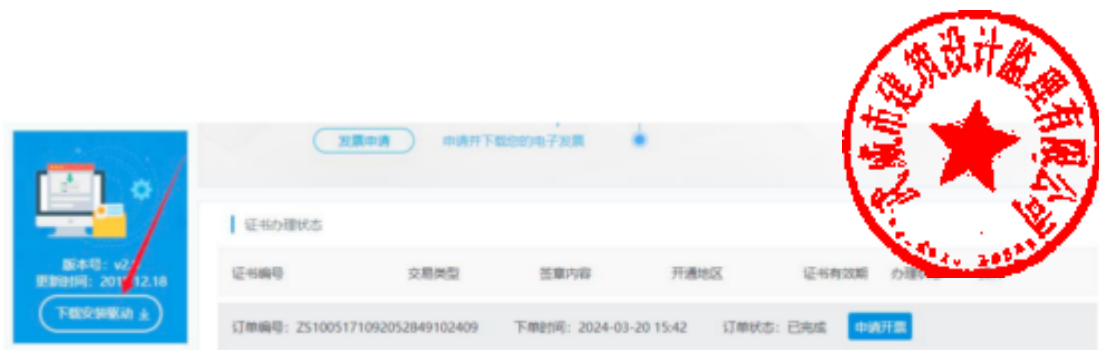 市建筑设计监理有限公司
发票申请
申请并下载您的电子发票
证书办理状态
版本号：v2.
更新时间：201 12.18
下载安装驱动
证书编号 交易类型 签章内容 开通地区 证书有效期
订单编号：ZS1005171092052849102409 下单时间：2024-03-20 15:42 订单状态：已完成 申请开票